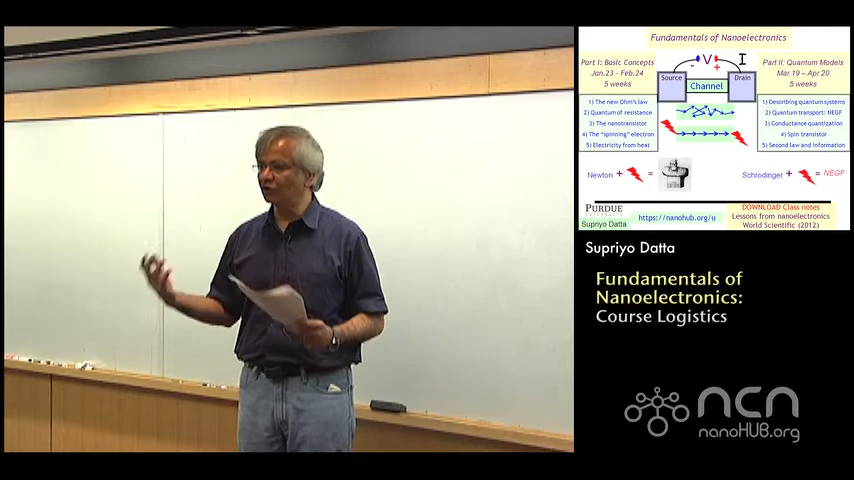 Fundamentals of Nanoelectronics
Part I: Basic Concepts
Jan.23 - Feb.24
5 weeks
V
I
-
+
Source
Drain
Channel
Part II: Quantum Models
Mar.19 – Apr.20
5 weeks
1) The new Ohm's law
2) Quantum of resistance
3) The nanotransistor
4) The "spinning" electron
5) Electricity from heat
1) Describing quantum systems
2) Quantum transport: NEGF
3) Conductance quantization
4) Spin transistor
5) Second law and information
Newton +
=
Schrodinger +
= NEGF
PURDUE
Supriyo Datta
https://nanohub.org/u
DOWNLOAD Class notes
Lessons from nanoelectronics
World Scientific (2012)
Supriyo Datta
Fundamentals of
Nanoelectronics:
Course Logistics
ncn
nanoHUB.org